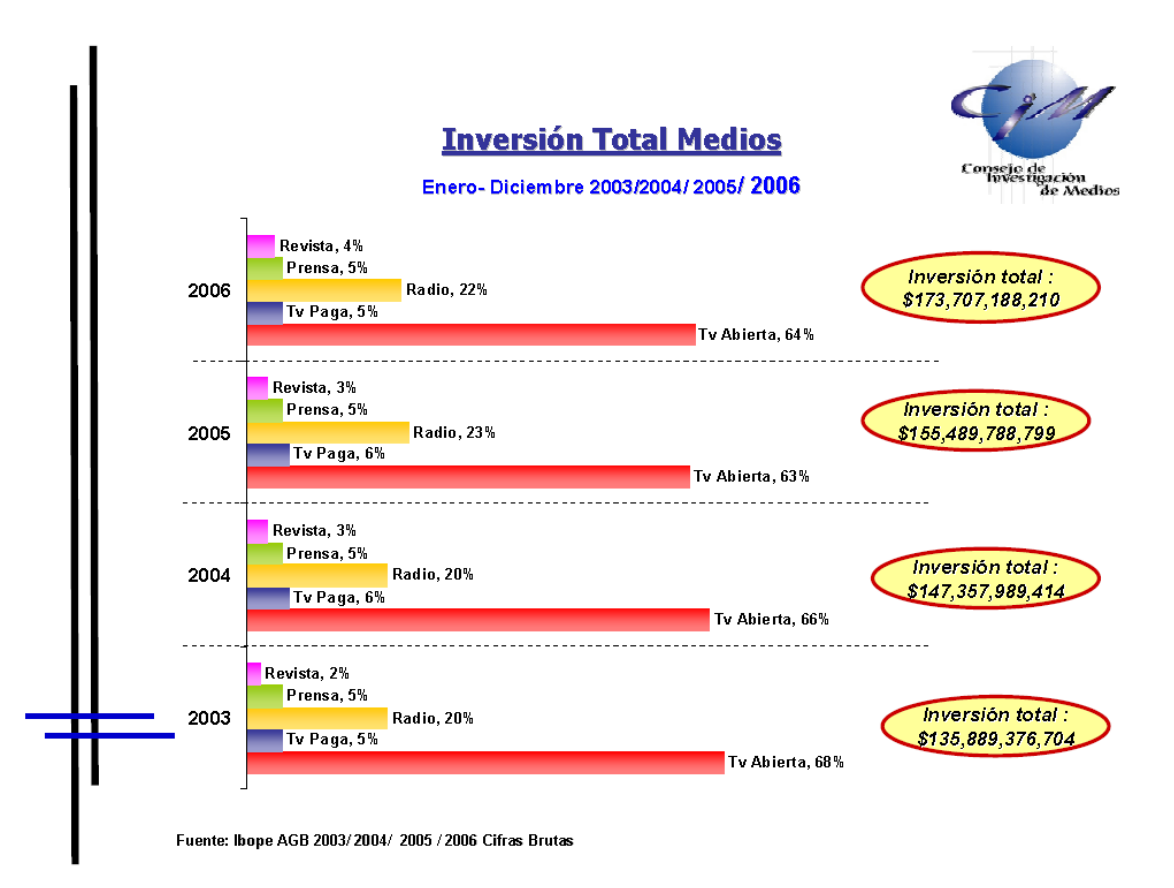 CiM
Consejo de
Investigación
de Medios
Inversión Total Medios
Enero- Diciembre 2003/2004/ 2005/ 2006
2006
Revista, 4%
Prensa, 5%
Radio, 22%
Tv Paga, 5%
Tv Abierta, 64%
Inversión total :
$173,707,188,210
2005
Revista, 3%
Prensa, 5%
Radio, 23%
Tv Paga, 6%
Tv Abierta, 63%
Inversión total :
$155,489,788,799
2004
Revista, 3%
Prensa, 5%
Radio, 20%
Tv Paga, 6%
Tv Abierta, 66%
Inversión total :
$147,357,989,414
2003
Revista, 2%
Prensa, 5%
Radio, 20%
Tv Paga, 5%
Tv Abierta, 68%
Inversión total :
$135,889,376,704
Fuente: Ibope AGB 2003/2004/ 2005 /2006 Cifras Brutas